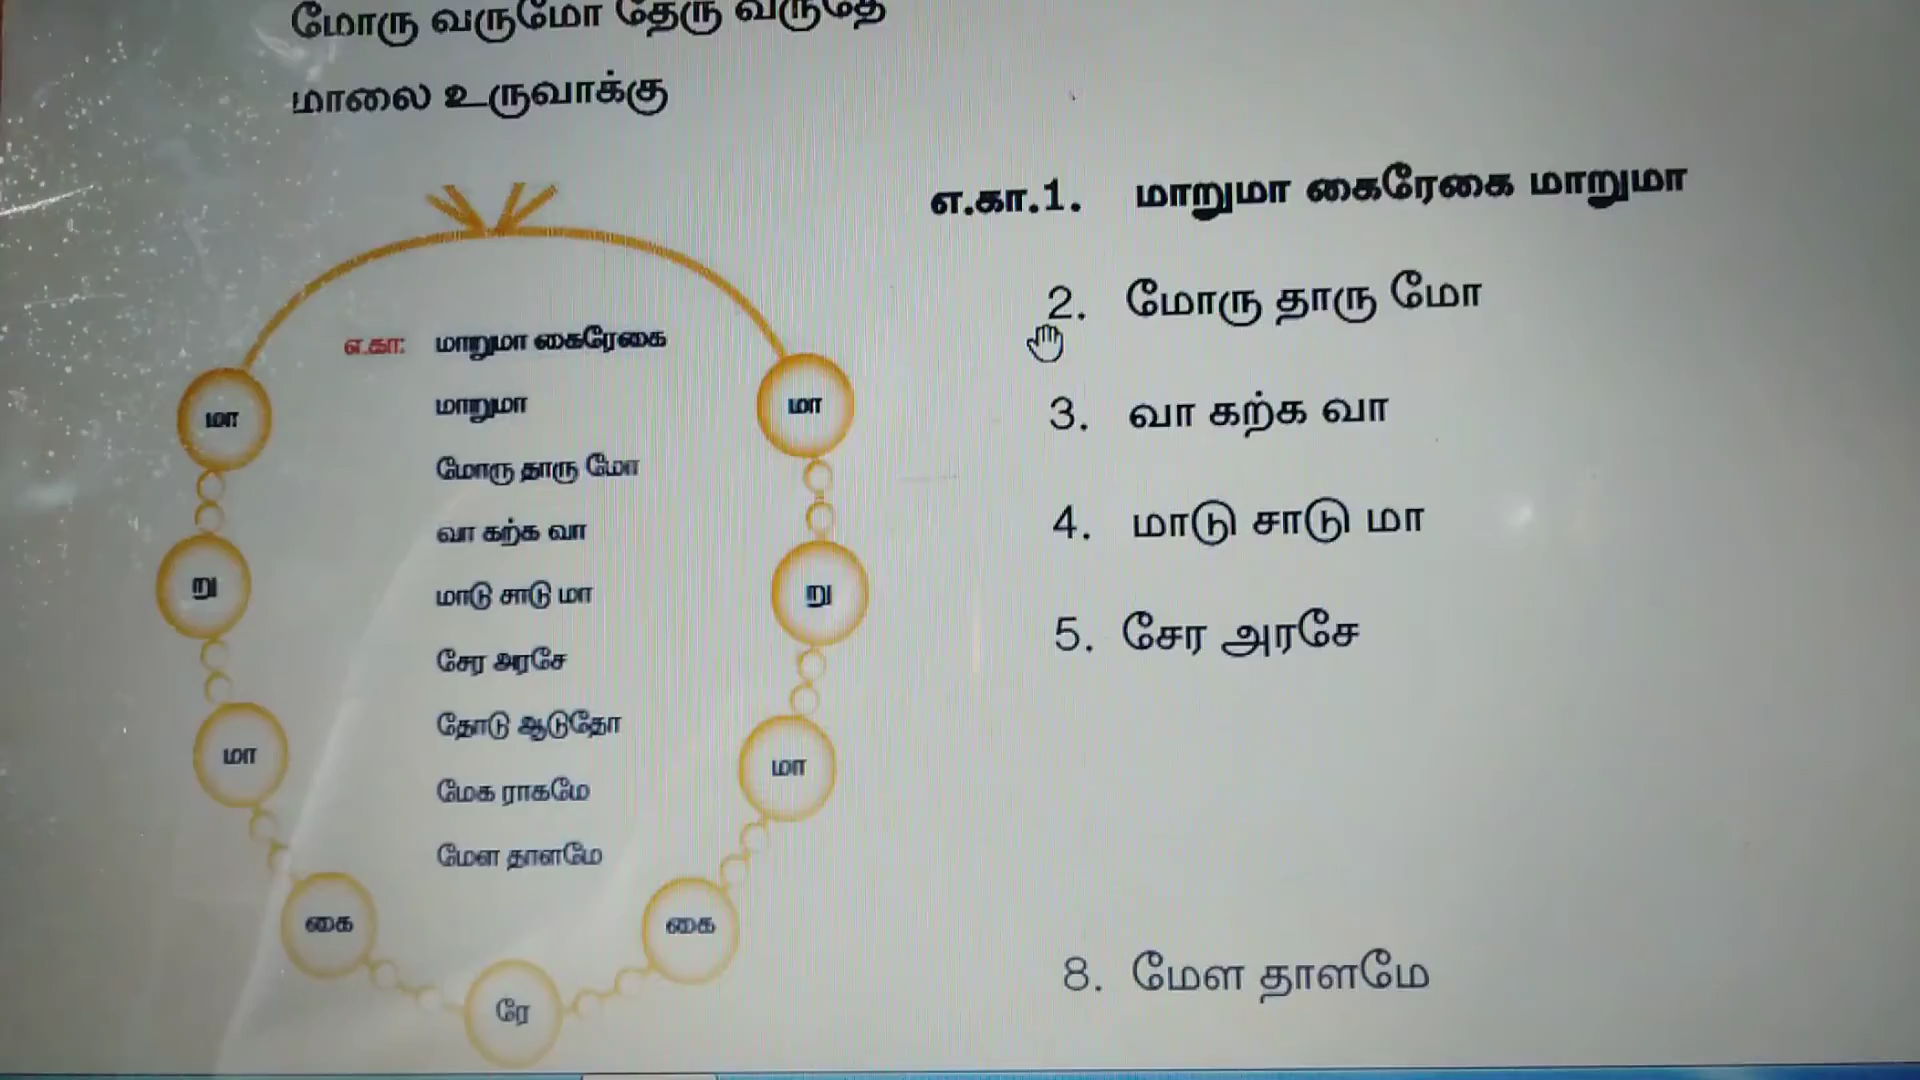 மோரு வருமோ தேரு வருதே
மாலை உருவாக்கு
எ.கா: மாறுமா கைரேகை
மாறுமா
மோரு தாரு மோ
வா கற்க வா
மாடு சாடு மா
சேர அரசே
தோடு ஆடுதோ
மேக ராகமே
மேள தாளமே
மா
று
மா
கை
ரே
கை
மா
று
மா
எ.கா.1. மாறுமா கைரேகை மாறுமா
2. மோரு தாரு மோ
3. வா கற்க வா
4. மாடு சாடு மா
5. சேர அரசே
8. மேள தாளமே